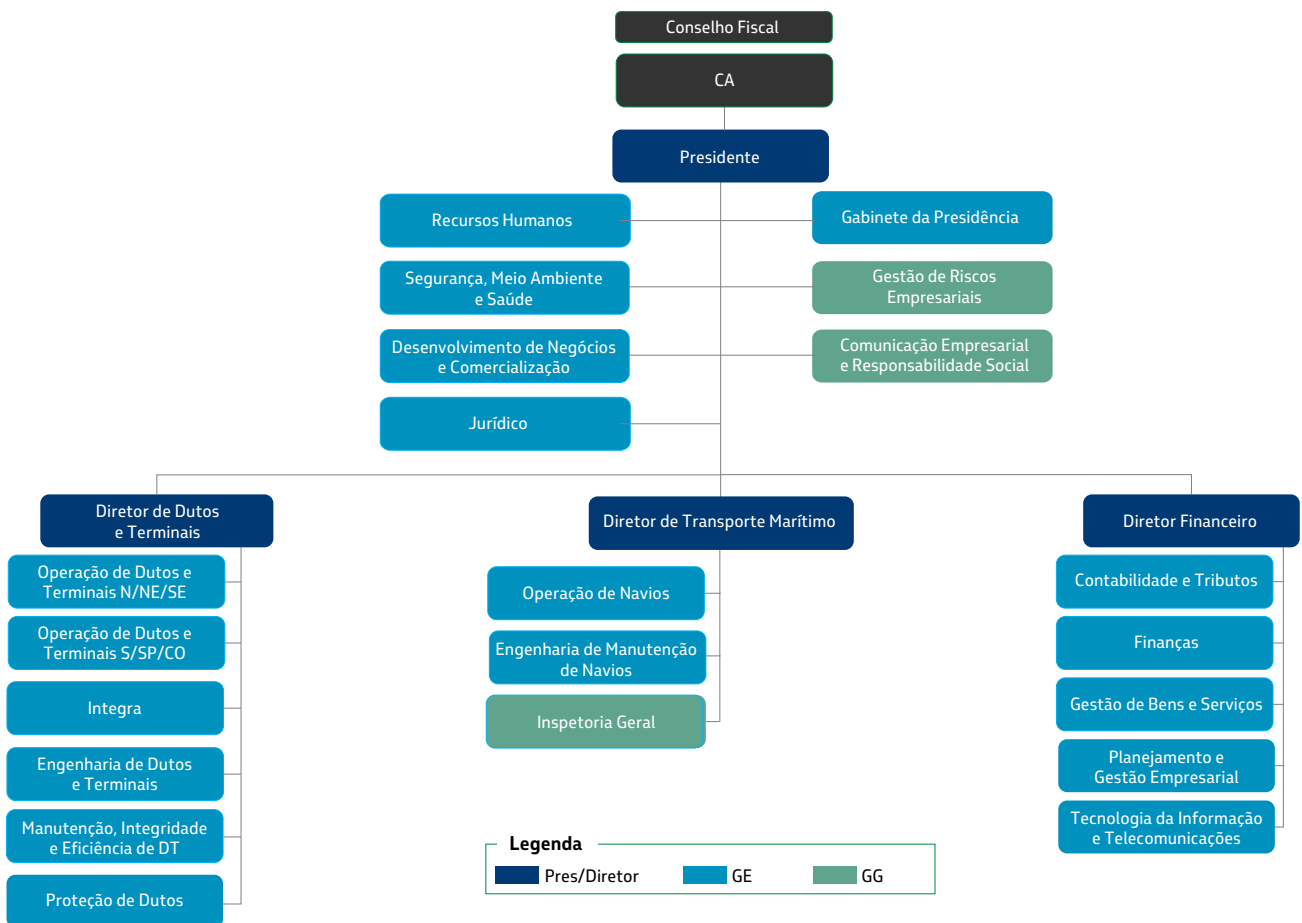 Conselho Fiscal
CA
Presidente
Recursos Humanos
Gabinete da Presidência
Segurança, Meio Ambiente
e Saúde
Gestão de Riscos
Empresariais
Desenvolvimento de Negócios
e Comercialização
Comunicação Empresarial
e Responsabilidade Social
Jurídico
Diretor de Dutos
e Terminais
Operação de Dutos e
Terminais N/NE/SE
Operação de Dutos e
Terminais S/SP/CO
Integra
Engenharia de Dutos
e Terminais
Manutenção, Integridade
e Eficiência de DT
Proteção de Dutos
Diretor de Transporte Marítimo
Operação de Navios
Engenharia de Manutenção
de Navios
Inspetoria Geral
Diretor Financeiro
Contabilidade e Tributos
Finanças
Gestão de Bens e Serviços
Planejamento e
Gestão Empresarial
Tecnologia da Informação
e Telecomunicações
Legenda
Pres/Diretor
GE
GG